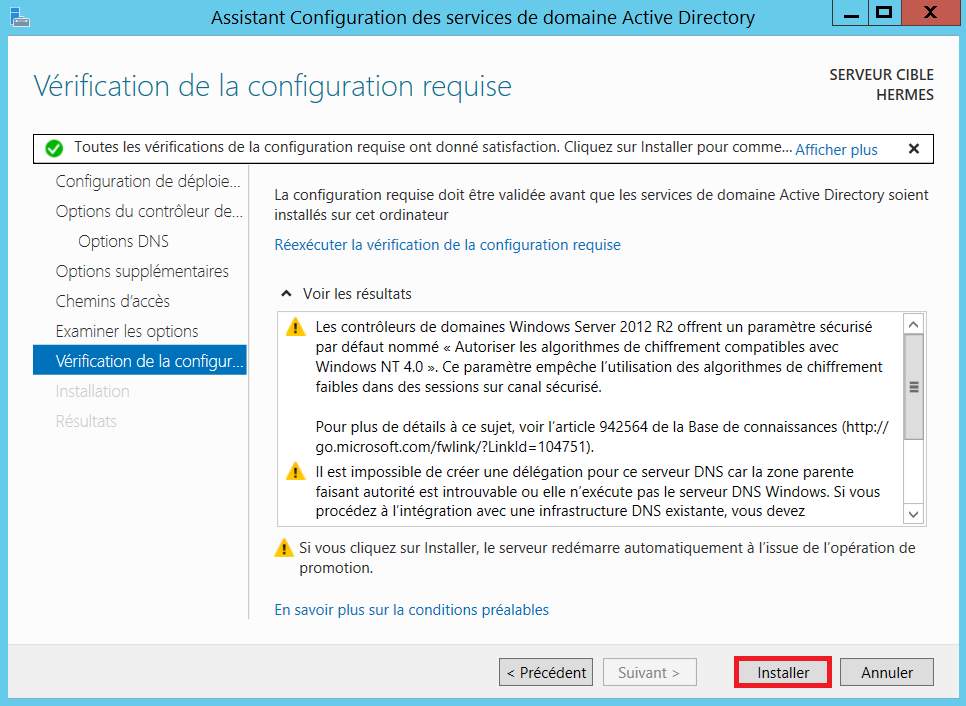 Assistant Configuration des services de domaine Active Directory
Vérification de la configuration requise
SERVEUR CIBLE
HERMES
Toutes les vérifications de la configuration requise ont donné satisfaction. Cliquez sur Installer pour comme... Afficher plus
Configuration de déploie...
Options du contrôleur de...
Options DNS
Options supplémentaires
Chemins d'accès
Examiner les options
Vérification de la configur...
Installation
Résultats
La configuration requise doit être validée avant que les services de domaine Active Directory soient
installés sur cet ordinateur
Réexécuter la vérification de la configuration requise
Voir les résultats
Les contrôleurs de domaines Windows Server 2012 R2 offrent un paramètre sécurisé
par défaut nommé « Autoriser les algorithmes de chiffrement compatibles avec
Windows NT 4.0 ». Ce paramètre empêche l'utilisation des algorithmes de chiffrement
faibles dans des sessions sur canal sécurisé.
Pour plus de détails à ce sujet, voir l'article 942564 de la Base de connaissances (http://
go.microsoft.com/fwlink/?LinkId=104751).
Il est impossible de créer une délégation pour ce serveur DNS car la zone parente
faisant autorité est introuvable ou elle n'exécute pas le serveur DNS Windows. Si vous
procédez à l'intégration avec une infrastructure DNS existante, vous devez
Si vous cliquez sur Installer, le serveur redémarre automatiquement à l'issue de l'opération de
promotion.
En savoir plus sur la conditions préalables
< Précédent
Suivant >
Installer
Annuler